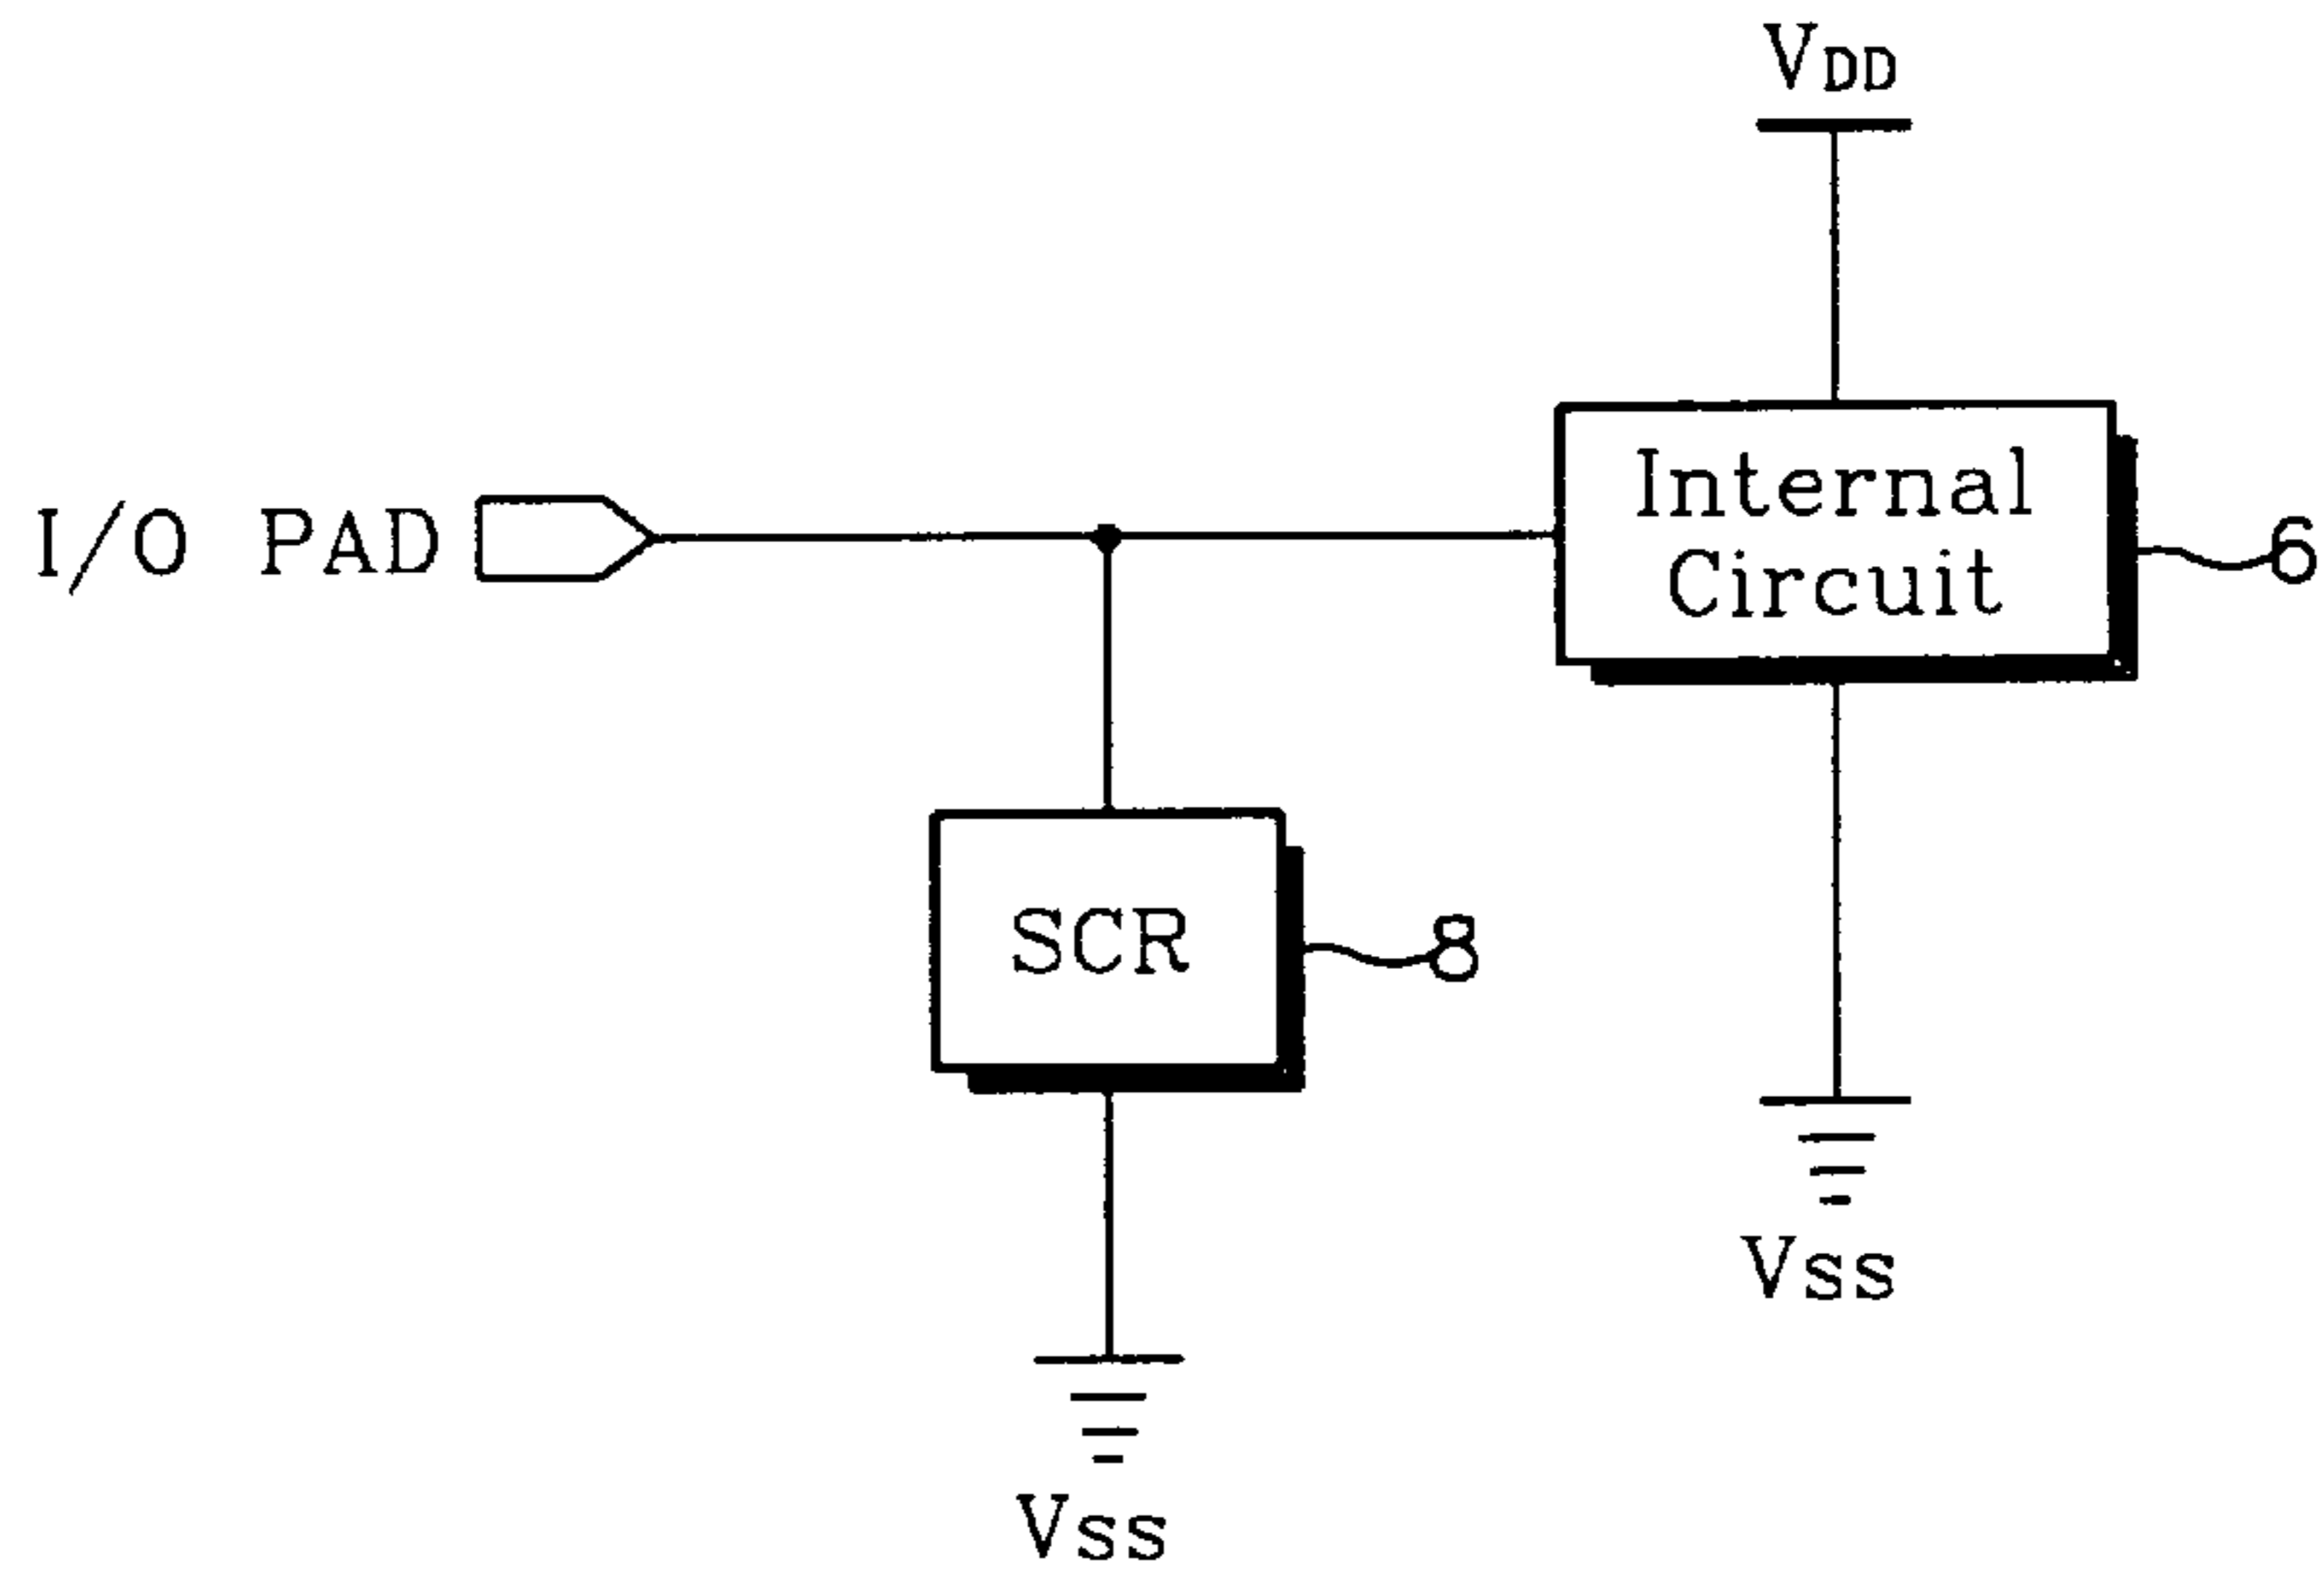 VDD
I/O PAD
Internal
Circuit
6
SCR
8
VSS
VSS